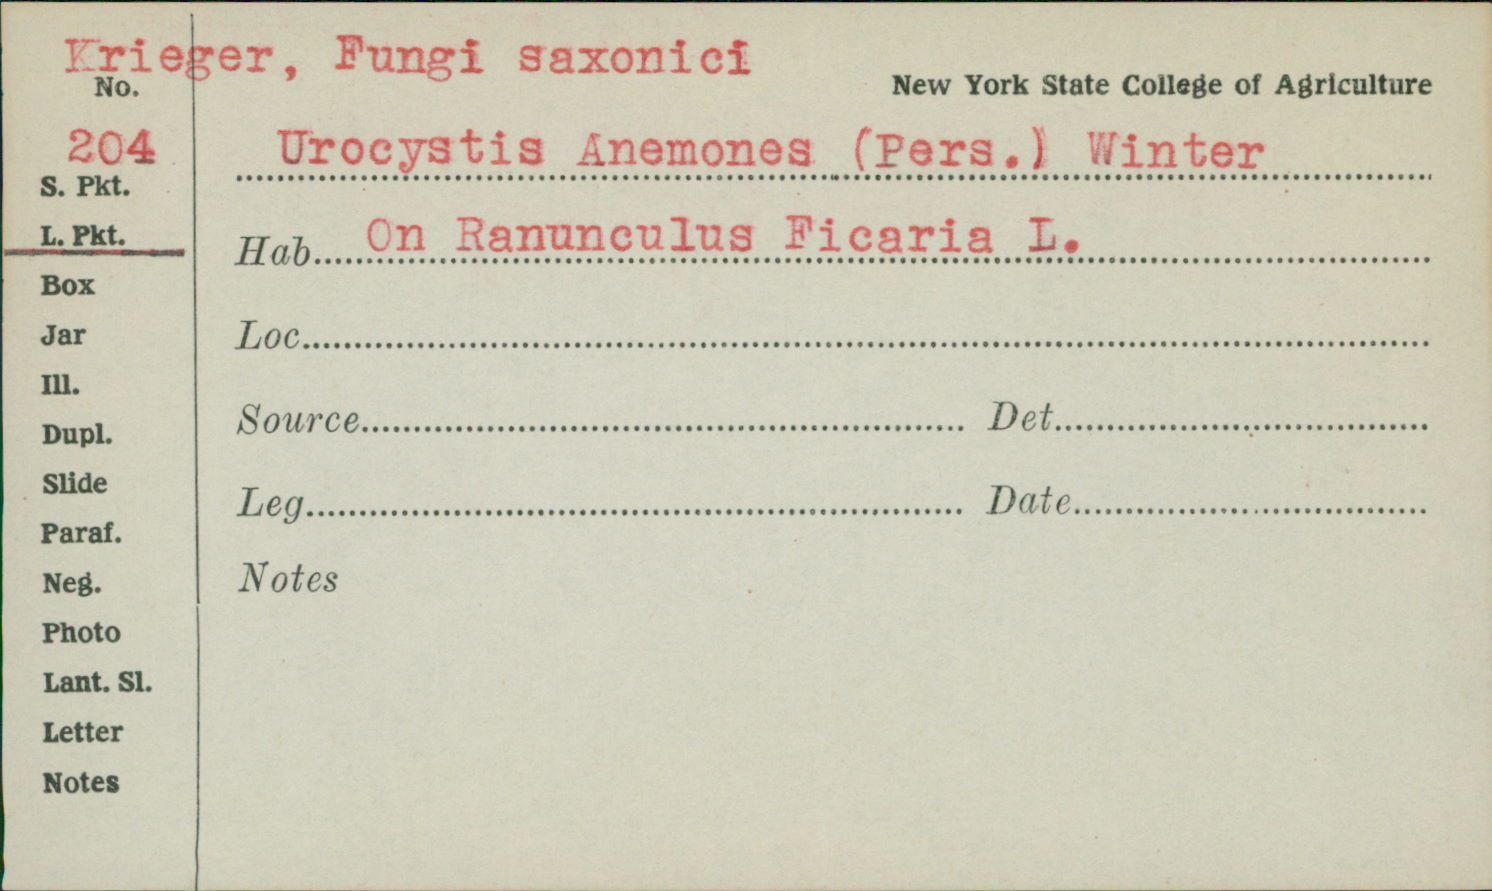 Krieger, Fungi saxonici
No.
New York State College of Agriculture
204
Urocystis Anemones (Pers.) Winter
S. Pkt.
L. Pkt.
Hab. On Ranunculus Ficaria L.
Box
Jar
Loc.
Ill.
Dupl.
Source Det.
Slide
Leg. Date
Paraf.
Neg.
Notes
Photo
Lant. Sl.
Letter
Notes